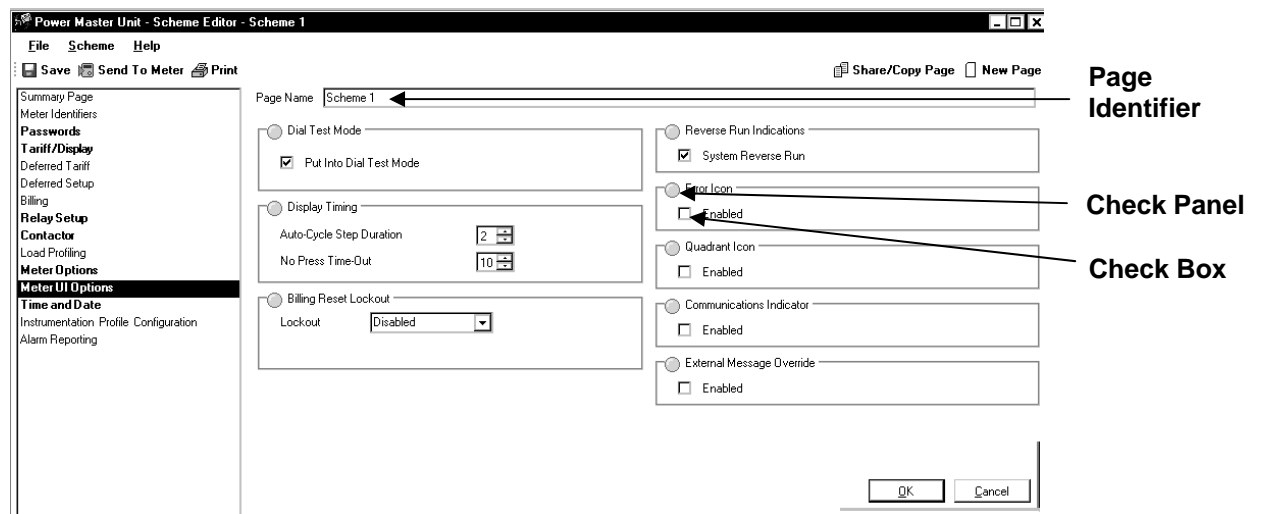 Power Master Unit - Scheme Editor - Scheme 1
File Scheme Help
Save Send To Meter Print Share/Copy Page New Page
Summary Page
Meter Identifiers
Passwords
Tariff/Display
Deferred Tariff
Deferred Setup
Billing
Relay Setup
Contactor
Load Profiling
Meter Options
Meter UI Options
Time and Date
Instrumentation Profile Configuration
Alarm Reporting
Page Name Scheme 1
Dial Test Mode
Put Into Dial Test Mode
Display Timing
Auto-Cycle Step Duration 2
No Press Time-Out 10
Billing Reset Lockout
Lockout Disabled
Reverse Run Indications
System Reverse Run
Error Icon
Enabled
Quadrant Icon
Enabled
Communications Indicator
Enabled
External Message Override
Enabled
OK Cancel
Page
Identifier
Check Panel
Check Box